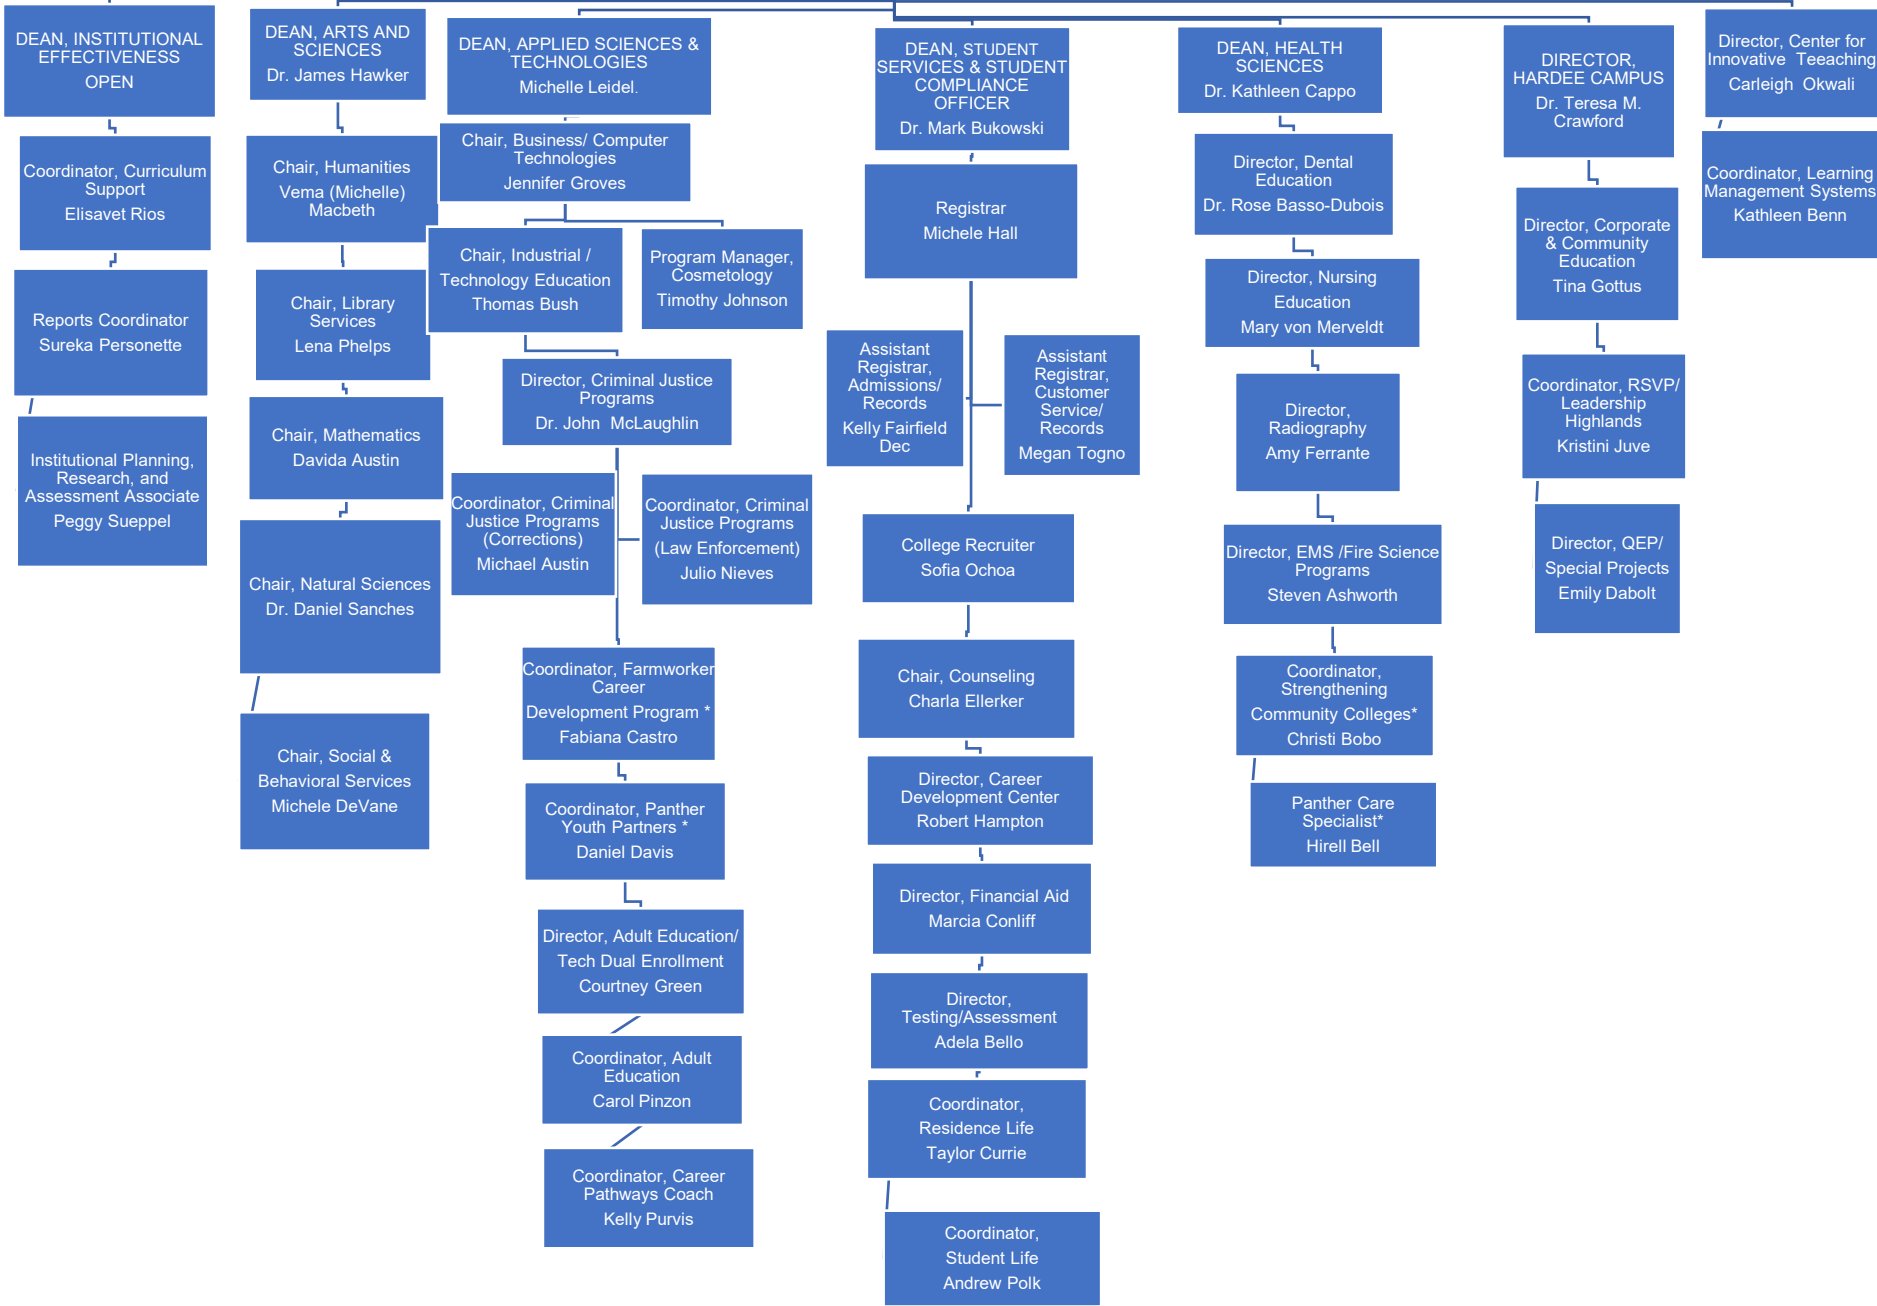 DEAN, INSTITUTIONAL
EFFECTIVENESS
OPEN
Coordinator, Curriculum
Support
Elisavet Rios
Reports Coordinator
Sureka Personette
Institutional Planning,
Research, and
Assessment Associate
Peggy Sueppel
DEAN, ARTS AND
SCIENCES
Dr. James Hawker
Chair, Humanities
Vema (Michelle)
Macbeth
Chair, Library
Services
Lena Phelps
Chair, Mathematics
Davida Austin
Chair, Natural Sciences
Dr. Daniel Sanches
Chair, Social &
Behavioral Services
Michele DeVane
DEAN, APPLIED SCIENCES &
TECHNOLOGIES
Michelle Leidel.
Chair, Business/ Computer
Technologies
Jennifer Groves
Chair, Industrial /
Technology Education
Thomas Bush
Program Manager,
Cosmetology
Timothy Johnson
Director, Criminal Justice
Programs
Dr. John McLaughlin
Coordinator, Criminal
Justice Programs
(Corrections)
Michael Austin
Coordinator, Criminal
Justice Programs
(Law Enforcement)
Julio Nieves
Coordinator, Farmworker
Career
Development Program *
Fabiana Castro
Coordinator, Panther
Youth Partners *
Daniel Davis
Director, Adult Education/
Tech Dual Enrollment
Courtney Green
Coordinator, Adult
Education
Carol Pinzon
Coordinator, Career
Pathways Coach
Kelly Purvis
DEAN, STUDENT
SERVICES & STUDENT
COMPLIANCE
OFFICER
Dr. Mark Bukowski
Registrar
Michele Hall
Assistant
Registrar,
Admissions/
Records
Kelly Fairfield
Dec
Assistant
Registrar,
Customer
Service/
Records
Megan Togno
College Recruiter
Sofia Ochoa
Chair, Counseling
Charla Ellerker
Director, Career
Development Center
Robert Hampton
Director, Financial Aid
Marcia Conliff
Director,
Testing/Assessment
Adela Bello
Coordinator,
Residence Life
Taylor Currie
Coordinator,
Student Life
Andrew Polk
DEAN, HEALTH
SCIENCES
Dr. Kathleen Cappo
Director, Dental
Education
Dr. Rose Basso-Dubois
Director, Nursing
Education
Mary von Merveldt
Director,
Radiography
Amy Ferrante
Director, EMS /Fire Science
Programs
Steven Ashworth
Coordinator,
Strengthening
Community Colleges*
Christi Bobo
Panther Care
Specialist*
Hirell Bell
DIRECTOR,
HARDEE CAMPUS
Dr. Teresa M.
Crawford
Director, Corporate
& Community
Education
Tina Gottus
Coordinator, RSVP/
Leadership
Highlands
Kristini Juve
Director, QEP/
Special Projects
Emily Dabolt
Director, Center for
Innovative Teeaching
Carleigh Okwali
Coordinator, Learning
Management Systems
Kathleen Benn